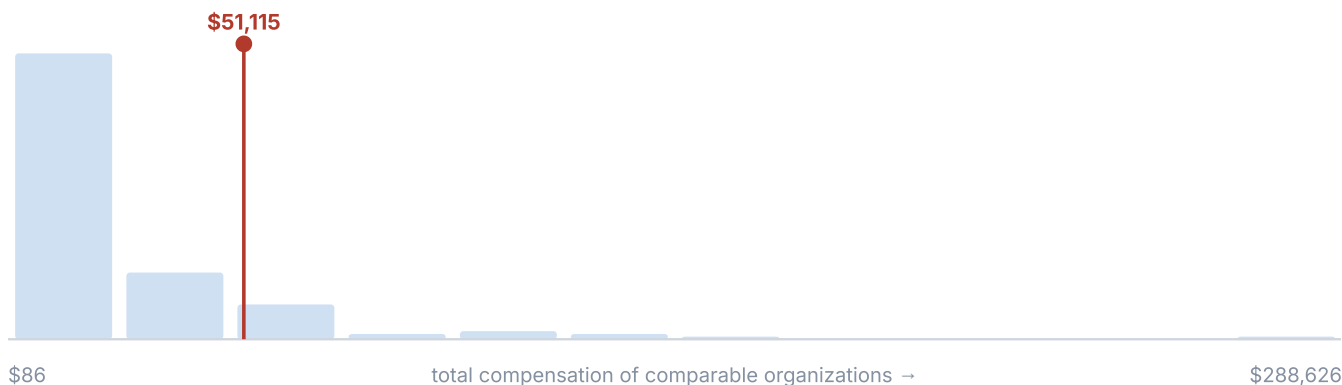 $51,115
$86
total compensation of comparable organizations →
$288,626